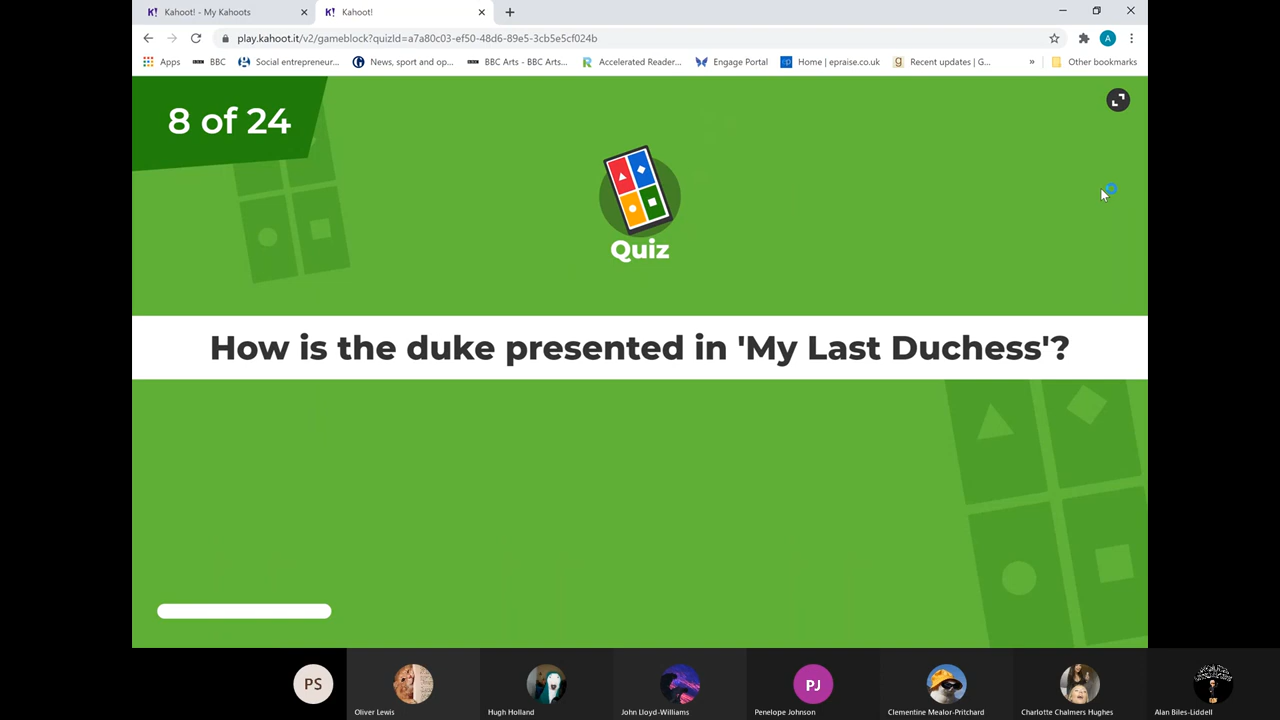 K! Kahoot! - My Kahoots
K! Kahoot!
play.kahoot.it/v2/gameblock?quizId=a7a80c03-ef50-48d6-89e5-3cb5e5cf024b
A
Apps
BBC BBC
Social entrepreneur...
News, sport and op...
BBC BBC Arts - BBC Arts...
R Accelerated Reader...
Engage Portal
ep Home | epraise.co.uk
g Recent updates | G...
»
Other bookmarks
8 of 24
Quiz
How is the duke presented in 'My Last Duchess'?
PS
PJ
Oliver Lewis
Hugh Holland
John Lloyd-Williams
Penelope Johnson
Clementine Mealor-Pritchard
Charlotte Chalmers Hughes
Alan Biles-Liddell